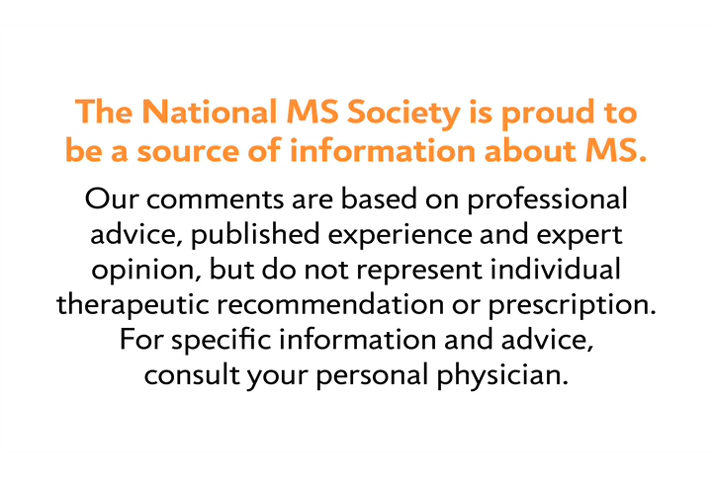 The National MS Society is proud to
be a source of information about MS.
Our comments are based on professional
advice, published experience and expert
opinion, but do not represent individual
therapeutic recommendation or prescription.
For specific information and advice,
consult your personal physician.